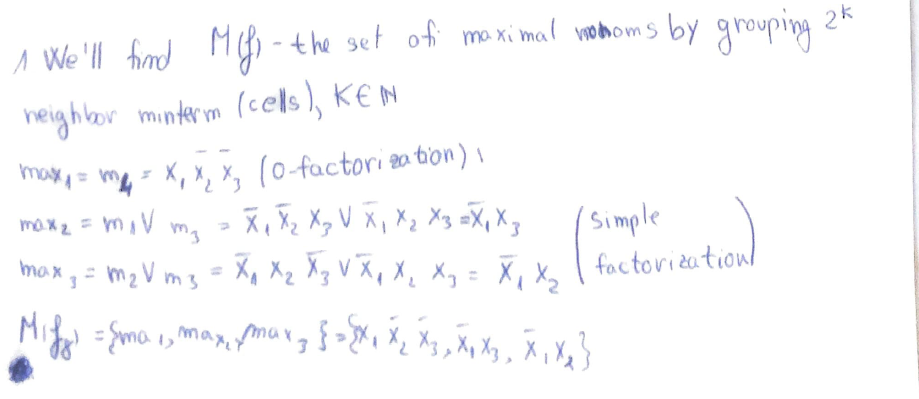 1 We'll find M(f) - the set of maximal monoms by grouping 2^k
neighbor minterm (cells), K∈ℕ
max₁ = m₄ = x₁ x̄₂ x̄₃ (0-factorization)
max₂ = m₁ V m₃ = x̄₁ x̄₂ x₃ V x̄₁ x₂ x₃ = x̄₁ x₃ (simple
max₃ = m₂ V m₃ = x̄₁ x₂ x̄₃ V x̄₁ x₂ x₃ = x̄₁ x₂ factorization)
M(f₈) = {ma₁, max₂, max₃} = {x₁ x̄₂ x̄₃, x̄₁ x₃, x̄₁ x₂}